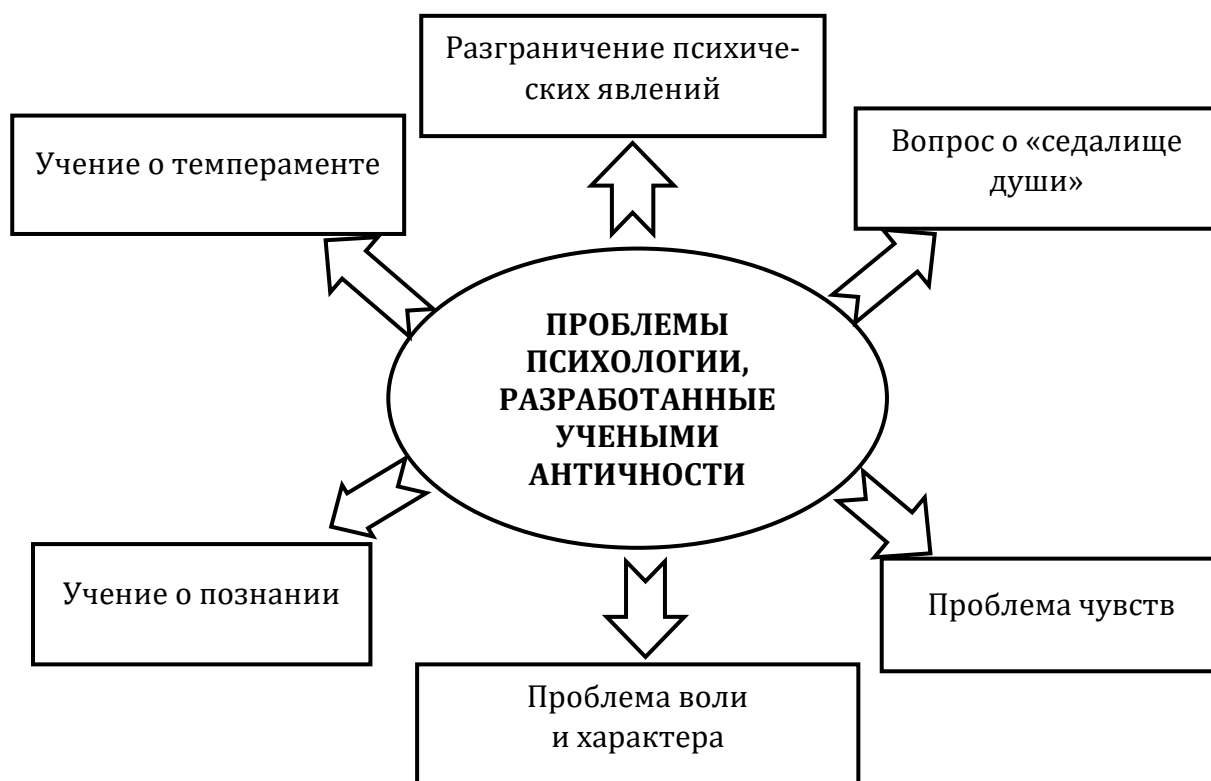 Разграничение психиче-
ских явлений
Учение о темпераменте
Вопрос о «седалище
души»
ПРОБЛЕМЫ
ПСИХОЛОГИИ,
РАЗРАБОТАННЫЕ
УЧЕНЫМИ
АНТИЧНОСТИ
Учение о познании
Проблема чувств
Проблема воли
и характера